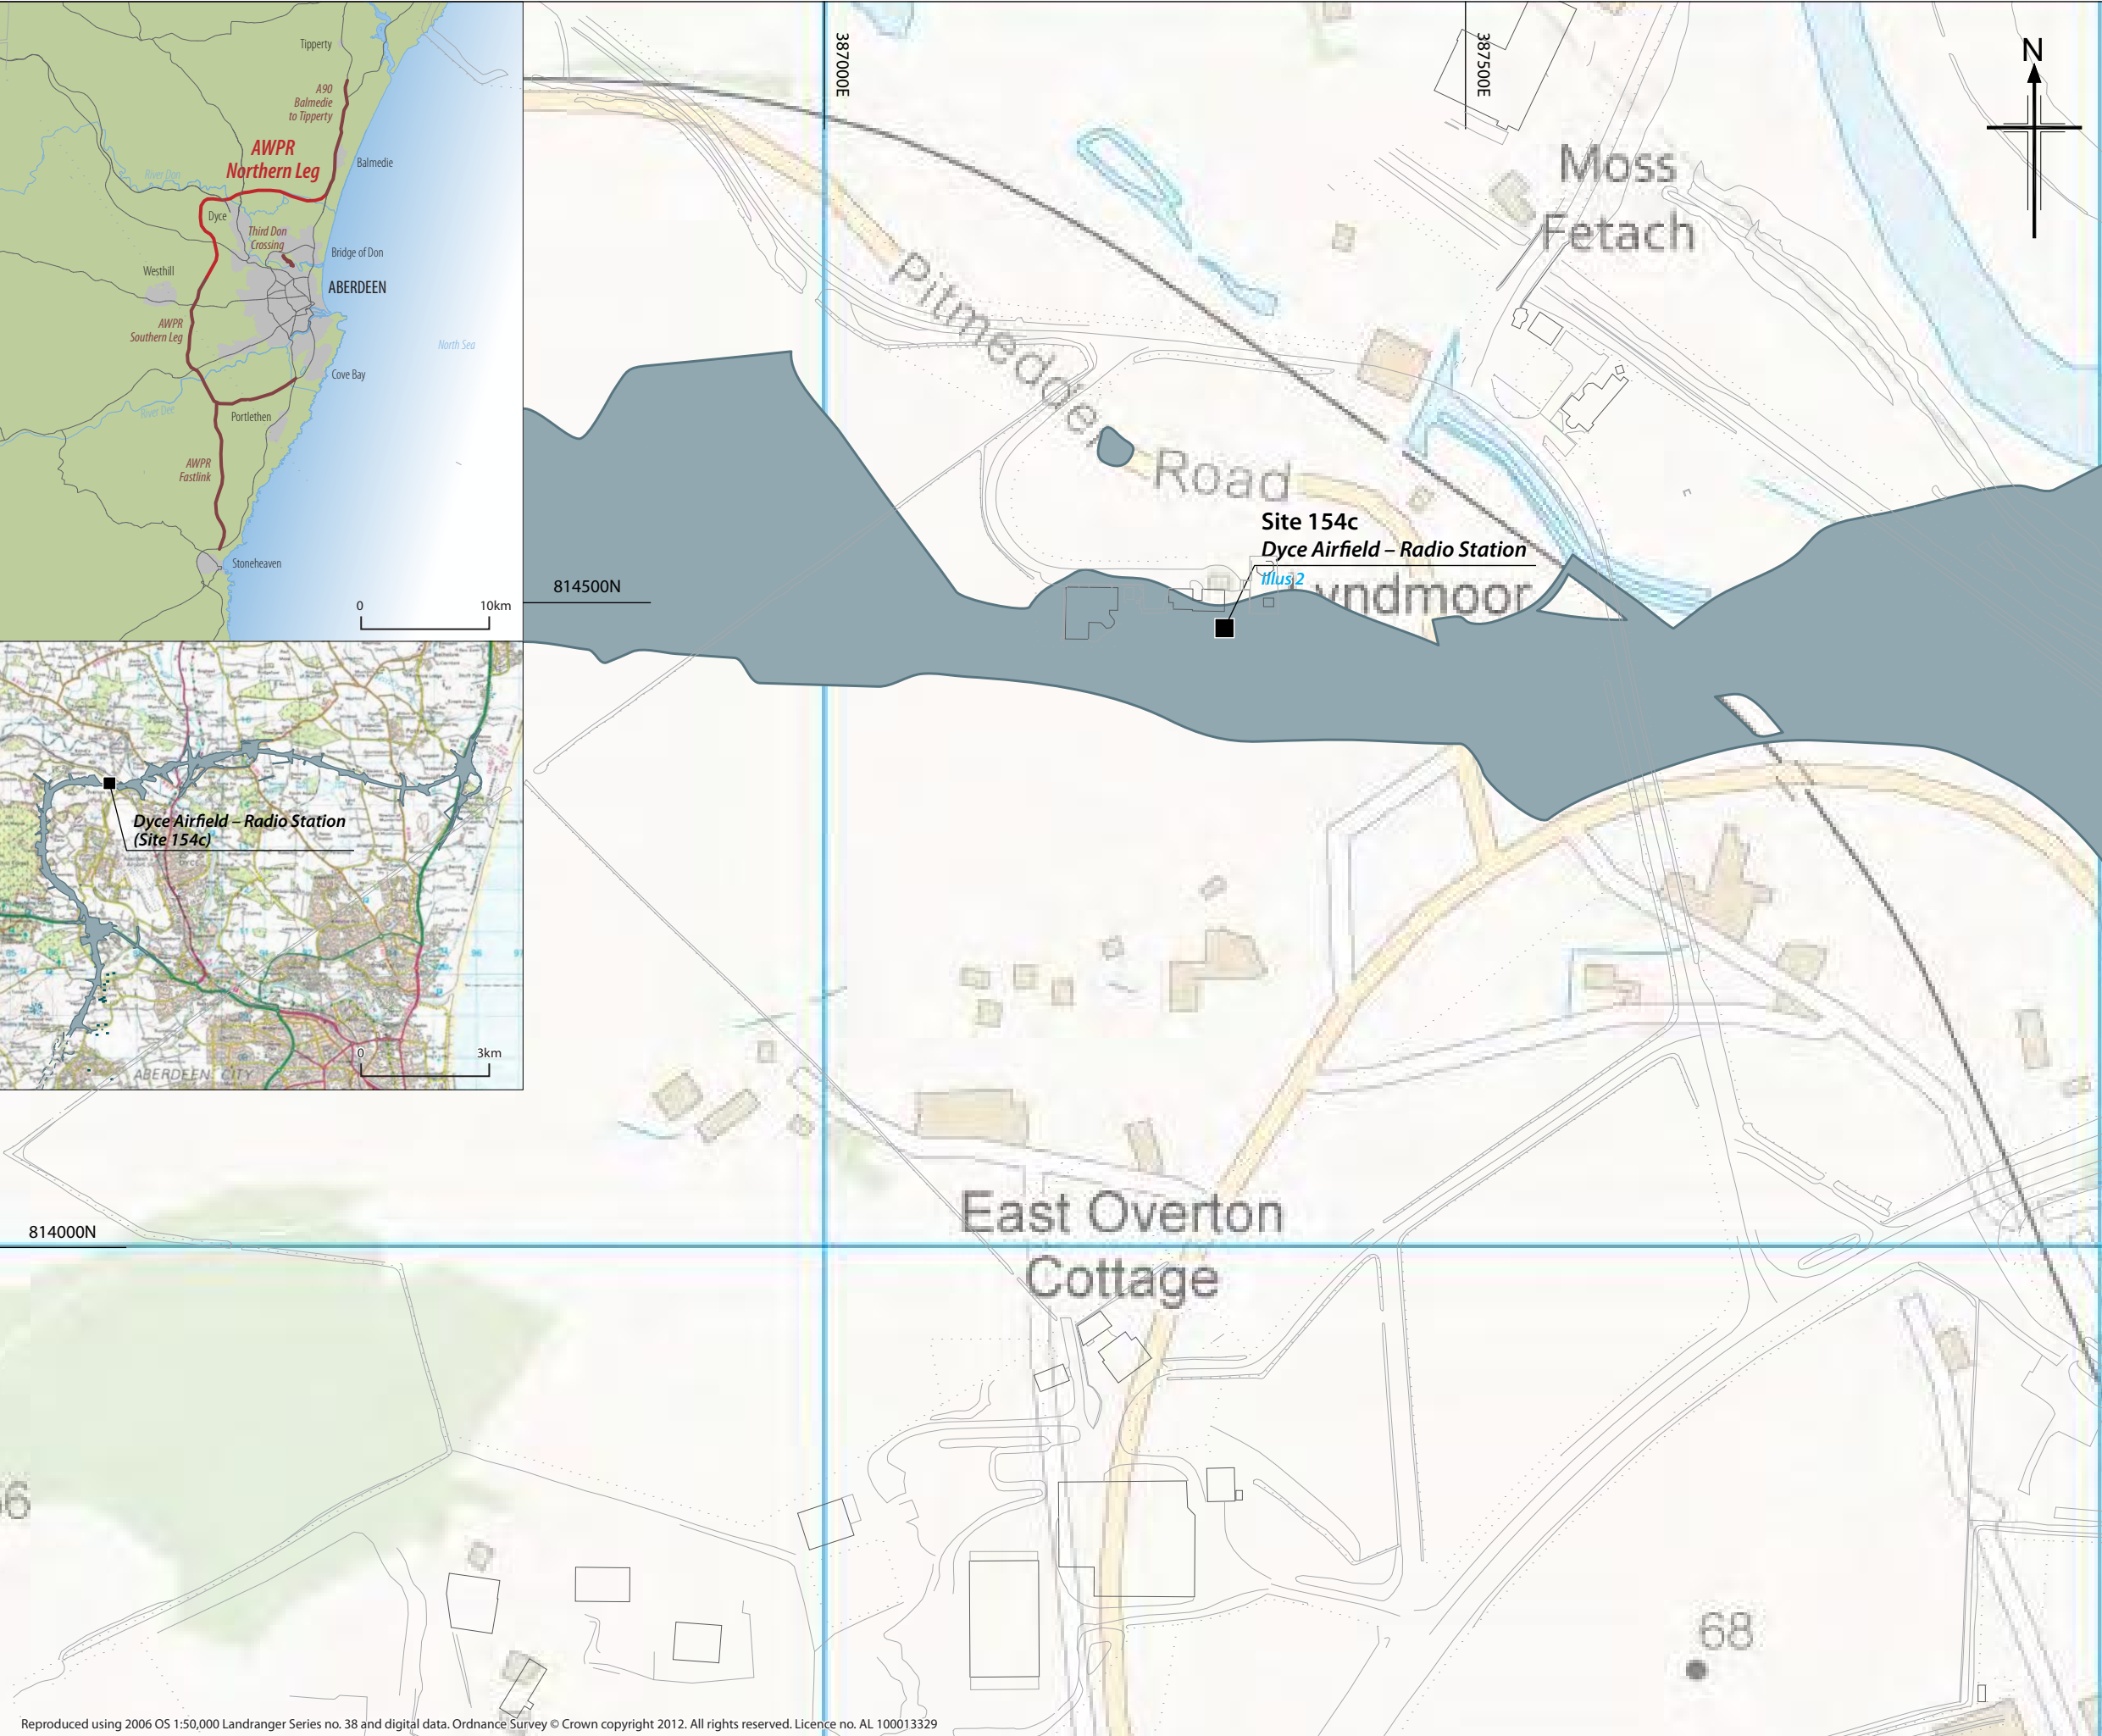 Tipperty
A90
Balmedie
to Tipperty
AWPR
Northern Leg
Balmedie
River Don
Dyce
Third Don
Crossing
Bridge of Don
Westhill
ABERDEEN
AWPR
Southern Leg
North Sea
Cove Bay
River Dee
Portlethen
AWPR
Fastlink
Stoneheaven
0
10km
Dyce Airfield – Radio Station
(Site 154c)
0
3km
ABERDEEN CITY
387000E
387500E
N
Moss
Fetach
Pitmedden
Road
Site 154c
Dyce Airfield – Radio Station
Illus 2
yndmoor
814500N
814000N
East Overton
Cottage
66
68
Reproduced using 2006 OS 1:50,000 Landranger Series no. 38 and digital data. Ordnance Survey © Crown copyright 2012. All rights reserved. Licence no. AL 100013329